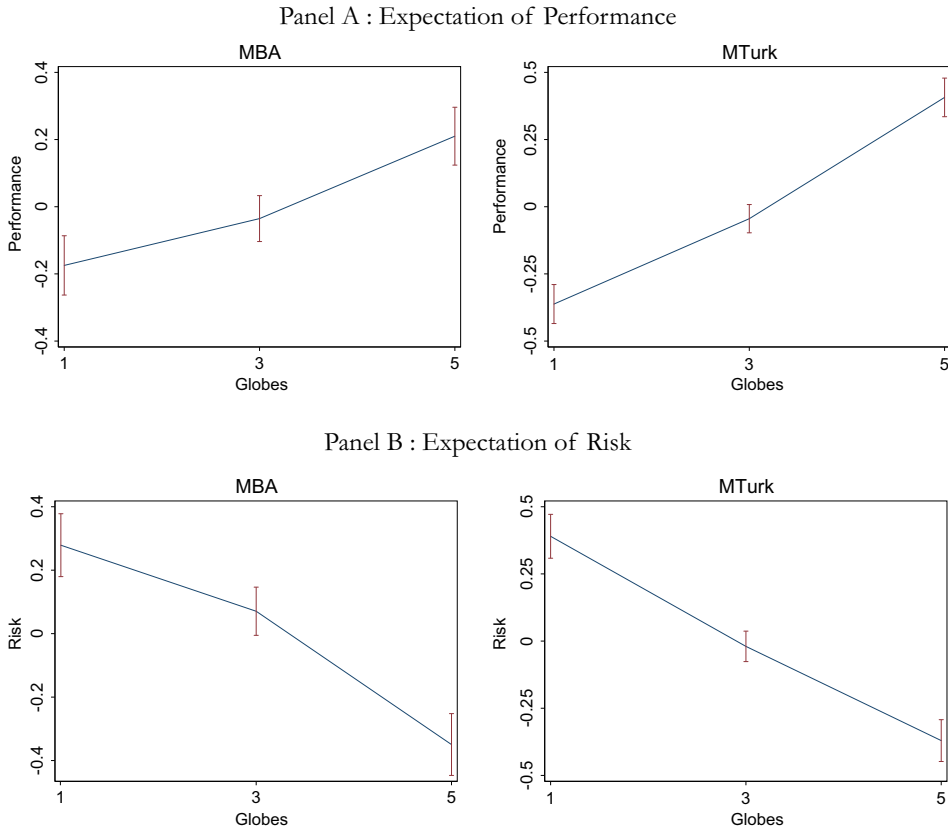 Panel A : Expectation of Performance
MBA
MTurk
0.4
0.2
0
-0.2
-0.4
Performance
1
3
5
Globes
0.5
0.25
0
-0.25
-0.5
Performance
1
3
5
Globes
Panel B : Expectation of Risk
MBA
MTurk
0.4
0.2
0
-0.2
-0.4
Risk
1
3
5
Globes
0.5
0.25
0
-0.25
-0.5
Risk
1
3
5
Globes